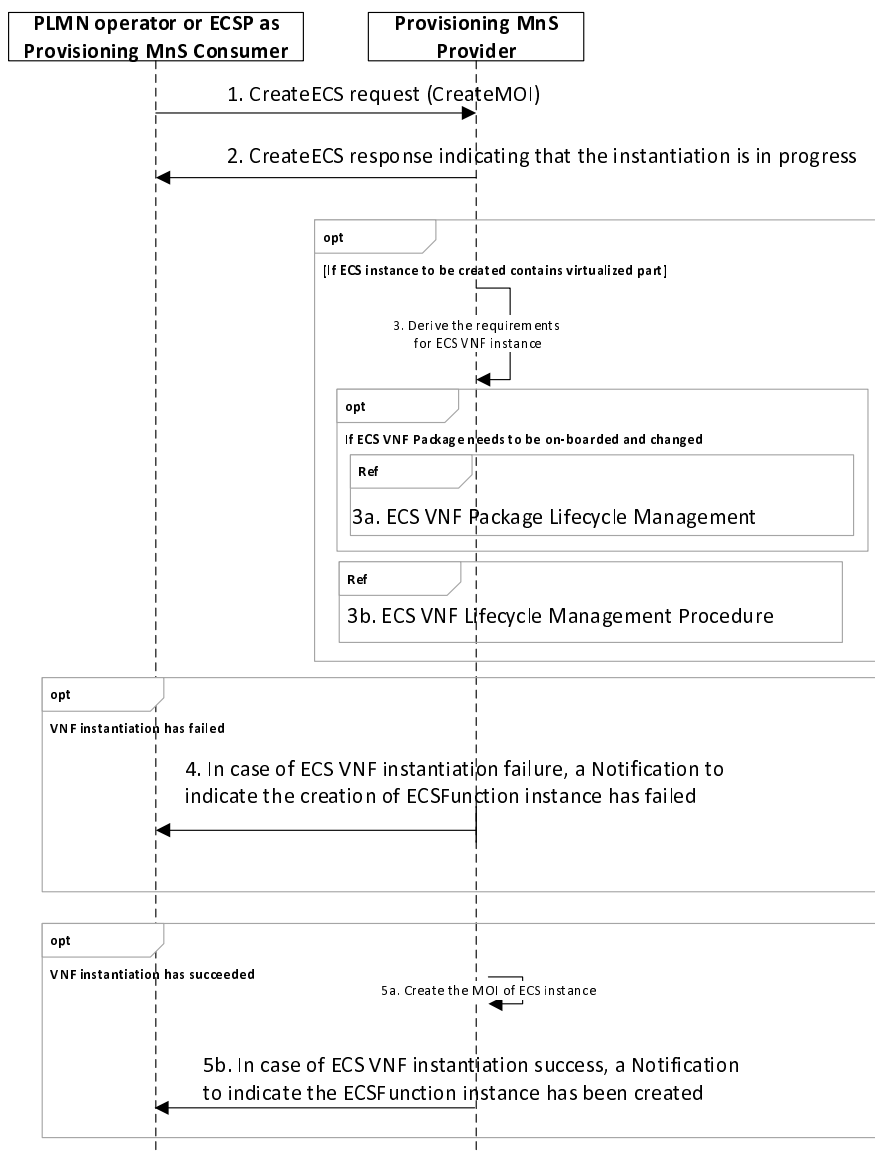 PLMN operator or ECSP as
Provisioning MnS Consumer
Provisioning MnS
Provider
1. CreateECS request (CreateMOI)
2. CreateECS response indicating that the instantiation is in progress
opt
[If ECS instance to be created contains virtualized part]
3. Derive the requirements
for ECS VNF instance
opt
If ECS VNF Package needs to be on-boarded and changed
Ref
3a. ECS VNF Package Lifecycle Management
Ref
3b. ECS VNF Lifecycle Management Procedure
opt
VNF instantiation has failed
4. In case of ECS VNF instantiation failure, a Notification to
indicate the creation of ECSFunction instance has failed
opt
VNF instantiation has succeeded
5a. Create the MOI of ECS instance
5b. In case of ECS VNF instantiation success, a Notification
to indicate the ECSFunction instance has been created